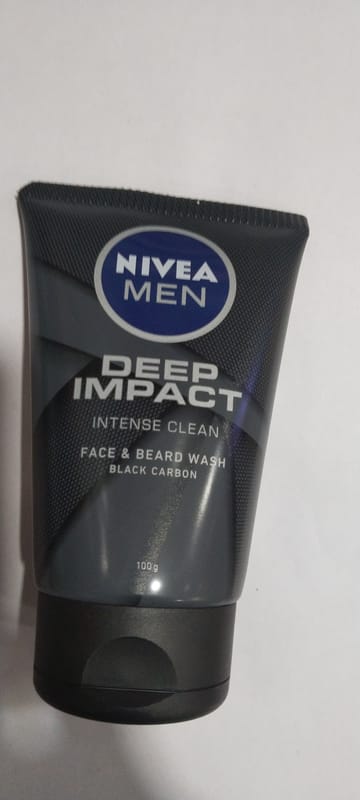 NIVEA
MEN
DEEP
IMPACT
INTENSE CLEAN
FACE & BEARD WASH
BLACK CARBON
100g